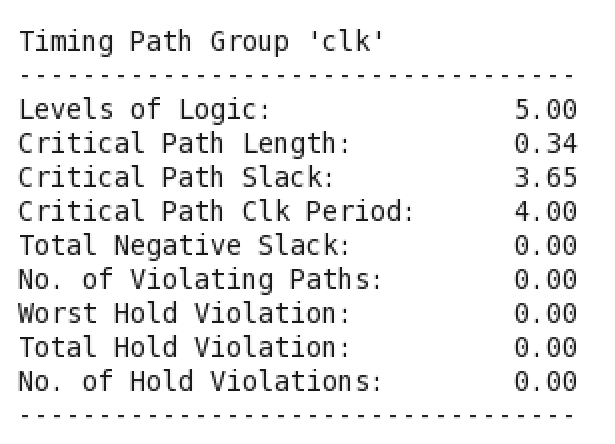 Timing Path Group 'clk'
-----------------------------------
Levels of Logic: 5.00
Critical Path Length: 0.34
Critical Path Slack: 3.65
Critical Path Clk Period: 4.00
Total Negative Slack: 0.00
No. of Violating Paths: 0.00
Worst Hold Violation: 0.00
Total Hold Violation: 0.00
No. of Hold Violations: 0.00
-----------------------------------